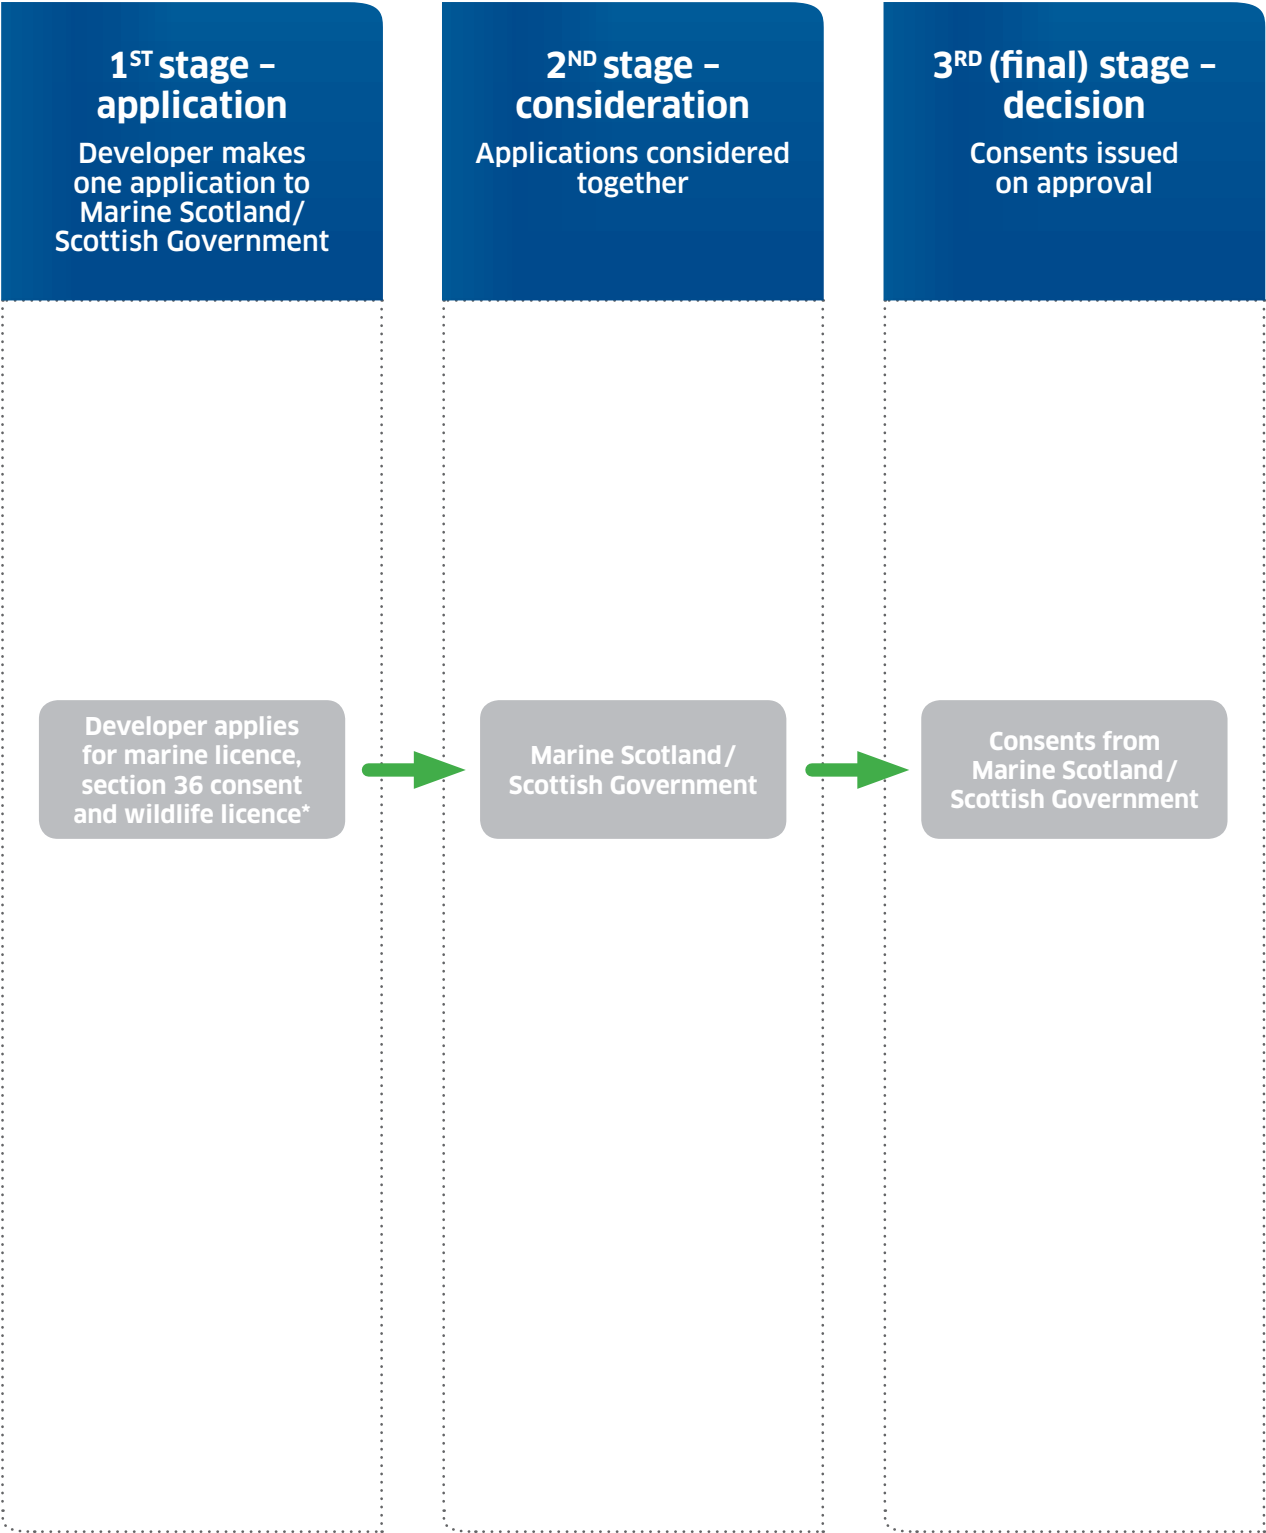 1ST stage –
application
Developer makes
one application to
Marine Scotland/
Scottish Government
2ND stage –
consideration
Applications considered
together
3RD (final) stage –
decision
Consents issued
on approval
Developer applies
for marine licence,
section 36 consent
and wildlife licence*
Marine Scotland/
Scottish Government
Consents from
Marine Scotland/
Scottish Government